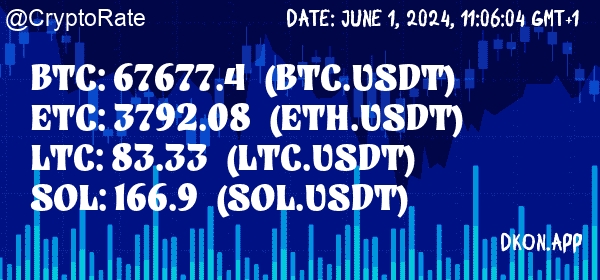 @CryptoRate
DATE: JUNE 1, 2024, 11:06:04 GMT+1
BTC: 67677.4 (BTC.USDT)
ETC: 3792.08 (ETH.USDT)
LTC: 83.33 (LTC.USDT)
SOL: 166.9 (SOL.USDT)
DKON.APP